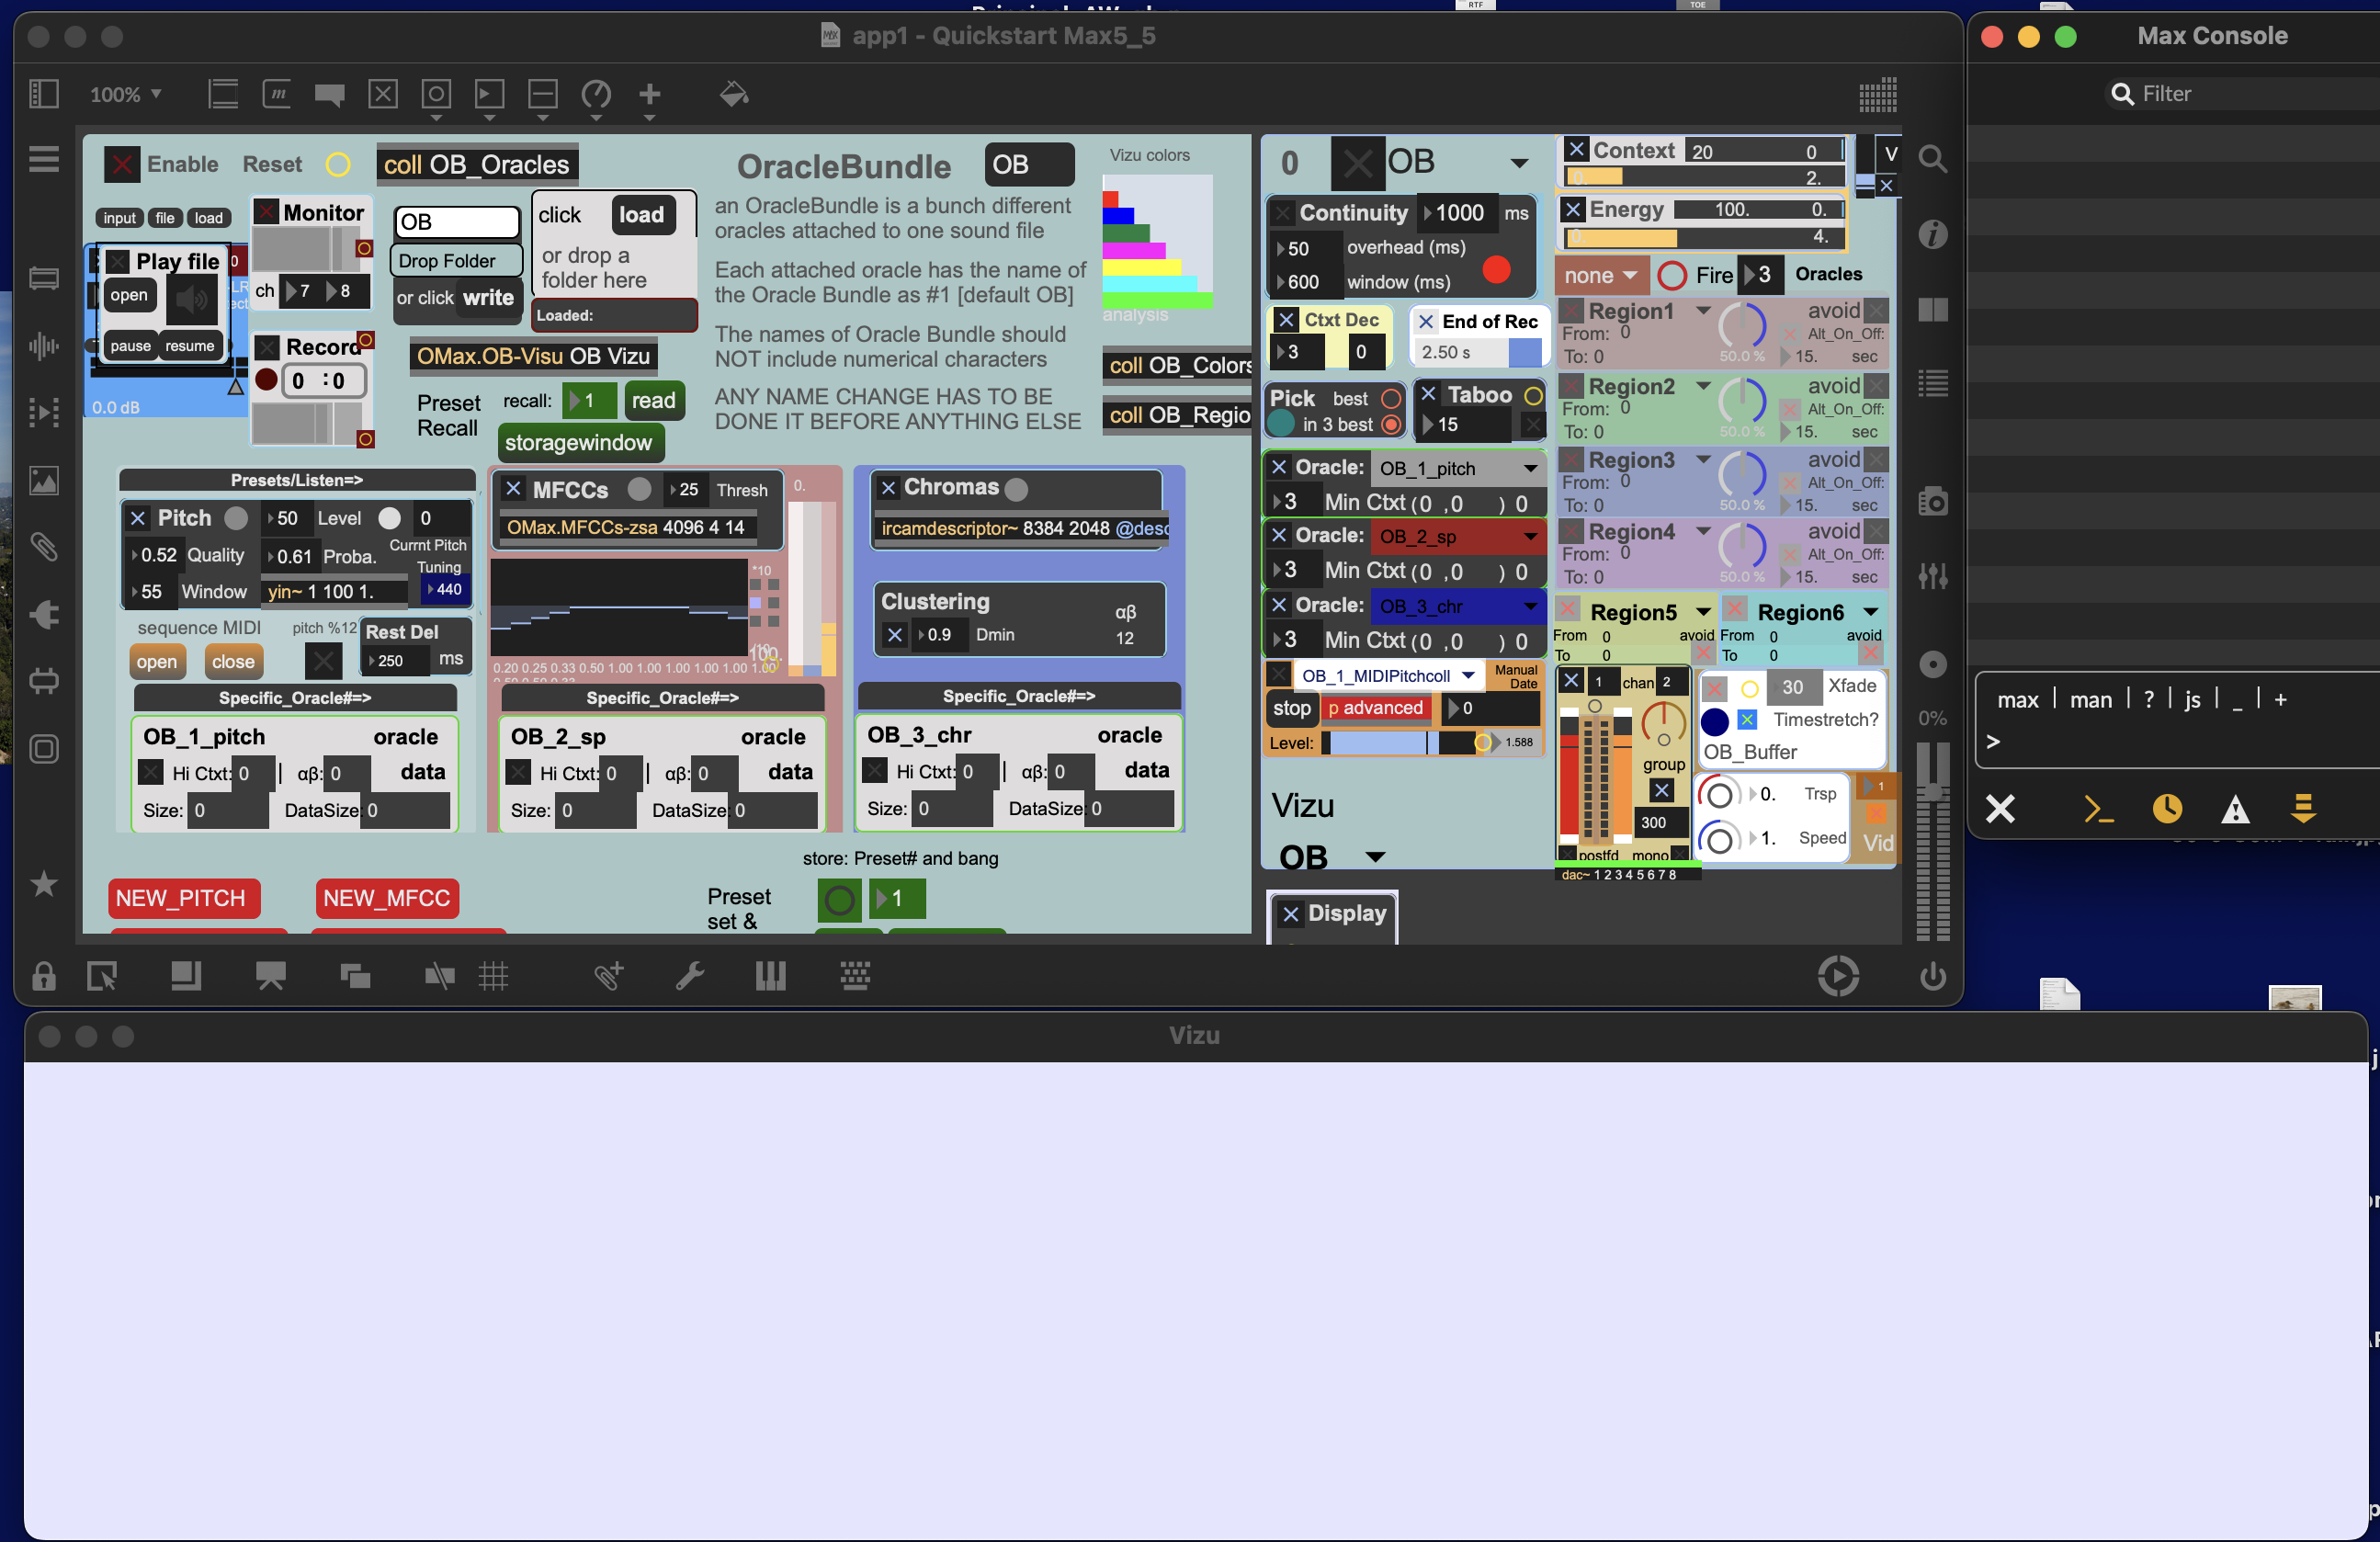 RTF
TOE
app1 - Quickstart Max5_5
Max Console
100%
Filter
Enable
Reset
coll OB_Oracles
OracleBundle
OB
Vizu colors
input
file
load
Monitor
ch
7
8
OB
Drop Folder
or click write
click load
or drop a
folder here
Loaded:
an OracleBundle is a bunch different
oracles attached to one sound file
Each attached oracle has the name of
the Oracle Bundle as #1 [default OB]
The names of Oracle Bundle should
NOT include numerical characters
ANY NAME CHANGE HAS TO BE
DONE IT BEFORE ANYTHING ELSE
analysis
coll OB_Colors
coll OB_Regio
Play file
open
pause
resume
0.0 dB
Record
0 : 0
OMax.OB-Visu OB Vizu
Preset
Recall
recall:
1
read
storagewindow
Presets/Listen=>
Pitch
50
Level
0
0.52
Quality
0.61
Proba.
Currnt Pitch
Tuning
440
55
Window
yin~ 1 100 1.
sequence MIDI
open
close
pitch %12
Rest Del
250
ms
Specific_Oracle#=>
OB_1_pitch oracle
Hi Ctxt: 0 | αβ: 0 data
Size: 0 DataSize: 0
MFCCs
25
Thresh
0.
OMax.MFCCs-zsa 4096 4 14
*10
0.20 0.25 0.33 0.50 1.00 1.00 1.00 1.00 1.00 1.00
Specific_Oracle#=>
OB_2_sp oracle
Hi Ctxt: 0 | αβ: 0 data
Size: 0 DataSize: 0
Chromas
ircamdescriptor~ 8384 2048 @desc
Clustering
αβ
0.9
Dmin
12
Specific_Oracle#=>
OB_3_chr oracle
Hi Ctxt: 0 | αβ: 0 data
Size: 0 DataSize: 0
store: Preset# and bang
NEW_PITCH
NEW_MFCC
Preset
set &
1
0
OB
Continuity 1000 ms
50 overhead (ms)
600 window (ms)
Ctxt Dec
3
0
End of Rec
2.50 s
Pick best
in 3 best
Taboo
15
Oracle: OB_1_pitch
3 Min Ctxt (0 ,0 ) 0
Oracle: OB_2_sp
3 Min Ctxt (0 ,0 ) 0
Oracle: OB_3_chr
3 Min Ctxt (0 ,0 ) 0
OB_1_MIDIPitchcoll
Manual
Date
stop
p advanced
0
Level:
1.588
Vizu
OB
Display
Context 20 0
0. 2.
V
Energy 100. 0.
0. 4.
none
Fire
3
Oracles
Region1 avoid
From: 0
Alt_On_Off:
To: 0
50.0 %
15. sec
Region2 avoid
From: 0
Alt_On_Off:
To: 0
50.0 %
15. sec
Region3 avoid
From: 0
Alt_On_Off:
To: 0
50.0 %
15. sec
Region4 avoid
From: 0
Alt_On_Off:
To: 0
50.0 %
15. sec
Region5
From 0 avoid
To 0
Region6
From 0 avoid
To 0
1 chan 2
group
300
postfd mono
dac~ 1 2 3 4 5 6 7 8
30 Xfade
Timestretch?
OB_Buffer
0. Trsp
1. Speed
1
Vid
0%
max | man | ? | js | _ | +
>
Vizu